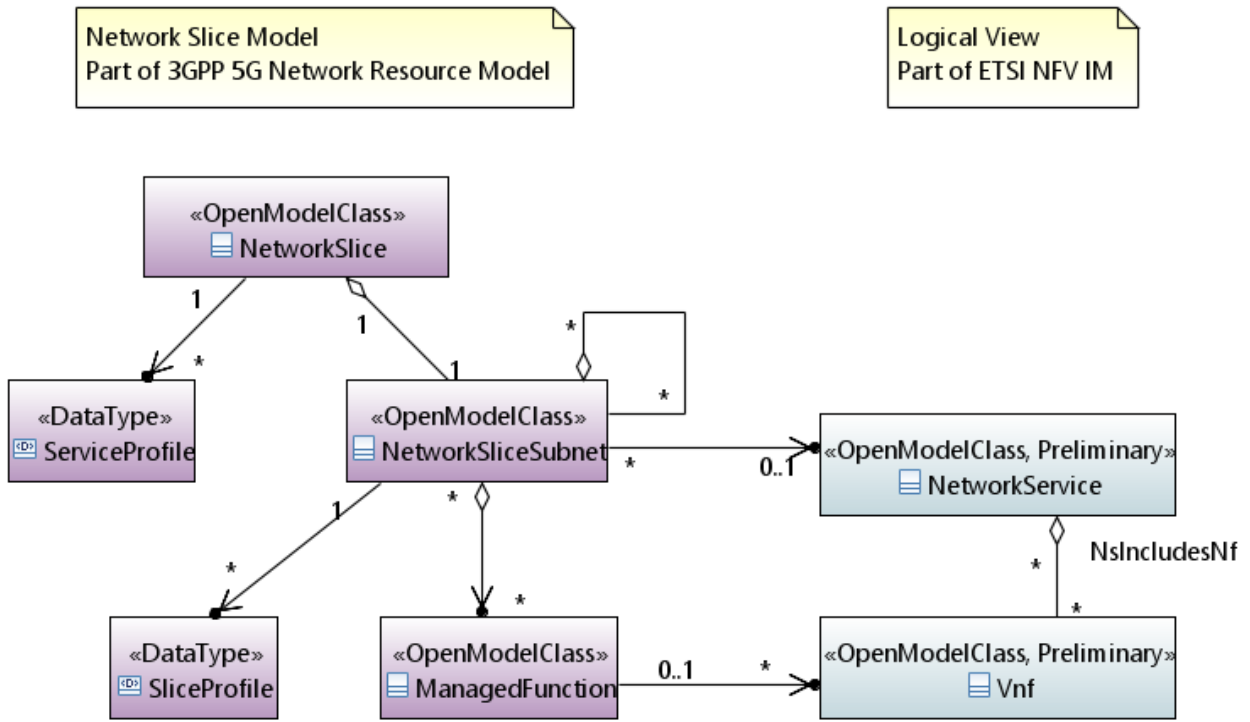 Network Slice Model
Part of 3GPP 5G Network Resource Model
Logical View
Part of ETSI NFV IM
«OpenModelClass»
NetworkSlice
1
*
1
1
*
*
«DataType»
<D> ServiceProfile
«OpenModelClass»
NetworkSliceSubnet
*
0..1
«OpenModelClass, Preliminary»
NetworkService
1
*
*
*
NsIncludesNf
*
*
«DataType»
<D> SliceProfile
«OpenModelClass»
ManagedFunction
0..1
*
«OpenModelClass, Preliminary»
Vnf